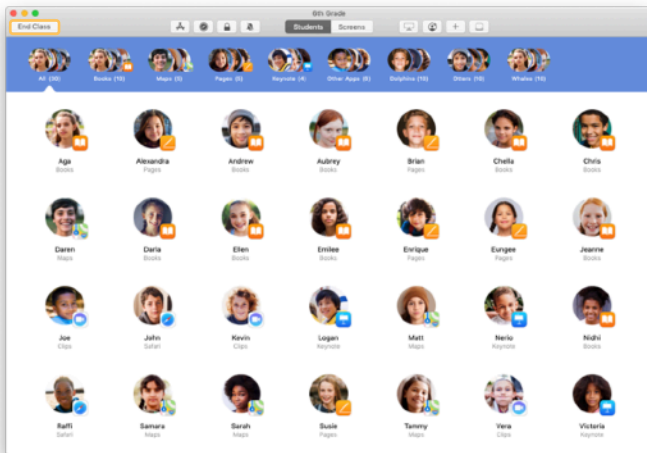 6th Grade
End Class
Students Screens
All (30) Books (10) Maps (5) Pages (5) Keynote (4) Other Apps (6) Dolphins (10) Otters (10) Whales (10)
Aga Alexandra Andrew Aubrey Brian Chella Chris
Books Pages Books Books Pages Books Books
Daren Daria Ellen Emilee Enrique Eungee Jeanne
Maps Books Books Books Pages Pages Books
Joe John Kevin Logan Matt Nerio Nidhi
Clips Safari Clips Keynote Maps Keynote Books
Raffi Samara Sarah Susie Tammy Vera Victoria
Safari Maps Maps Pages Maps Clips Keynote